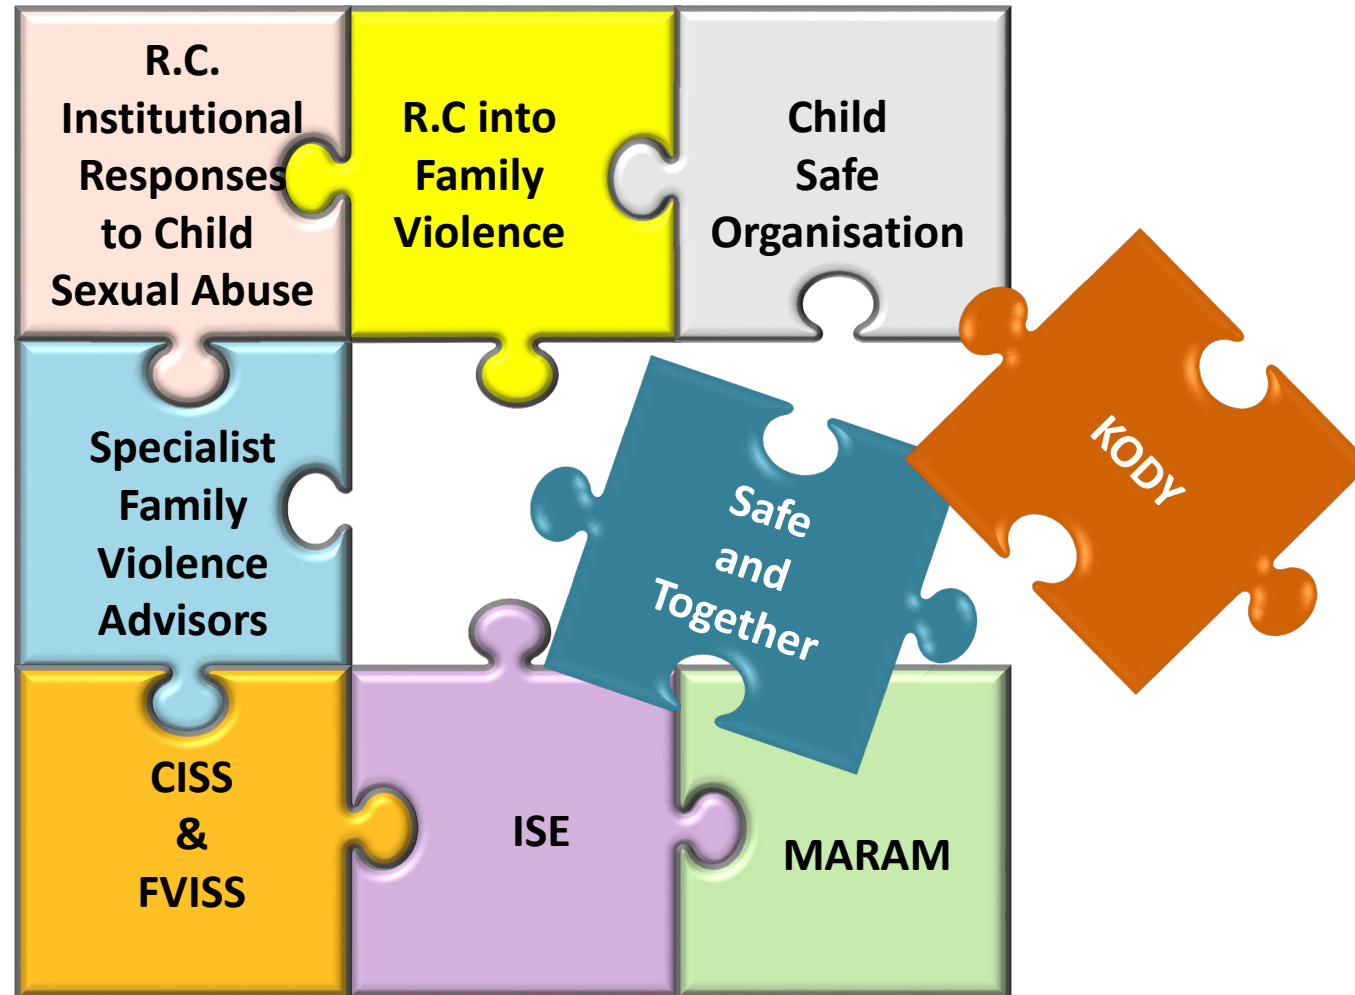 R.C.
Institutional
Responses
to Child
Sexual Abuse
R.C into
Family
Violence
Child
Safe
Organisation
Specialist
Family
Violence
Advisors
Safe
and
Together
KODY
CISS
&
FVISS
ISE
MARAM